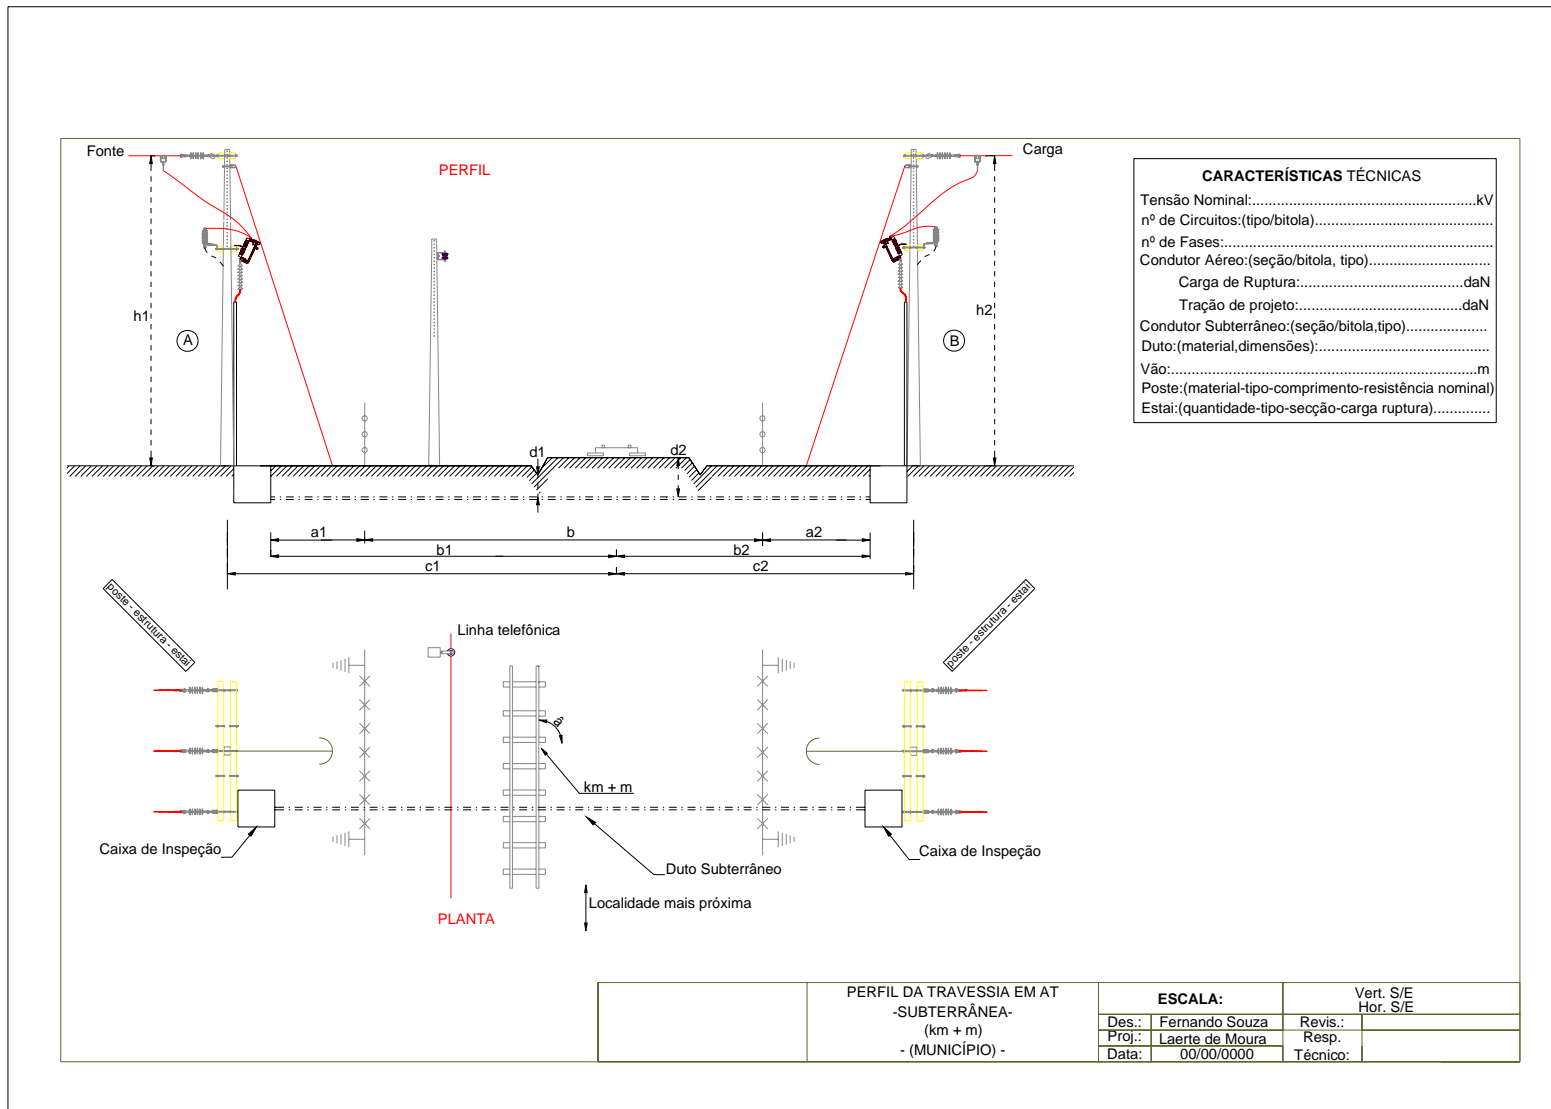 Fonte
PERFIL
Carga
h1
A
h2
B
d1
d2
a1
b
a2
b1
b2
c1
c2
CARACTERÍSTICAS TÉCNICAS
Tensão Nominal:......................................................kV
nº de Circuitos:(tipo/bitola)...........................................
nº de Fases:.................................................................
Condutor Aéreo:(seção/bitola, tipo).............................
Carga de Ruptura:.......................................daN
Tração de projeto:........................................daN
Condutor Subterrâneo:(seção/bitola,tipo)....................
Duto:(material,dimensões):.........................................
Vão:..........................................................................m
Poste:(material-tipo-comprimento-resistência nominal)
Estai:(quantidade-tipo-secção-carga ruptura)..............
poste - estrutura - estai
poste - estrutura - estai
Linha telefônica
km + m
Caixa de Inspeção
Caixa de Inspeção
Duto Subterrâneo
Localidade mais próxima
PLANTA
PERFIL DA TRAVESSIA EM AT
-SUBTERRÂNEA-
(km + m)
- (MUNICÍPIO) -
ESCALA:
Vert. S/E
Hor. S/E
Des.: Fernando Souza
Revis.:
Proj.: Laerte de Moura
Resp.
Técnico:
Data: 00/00/0000